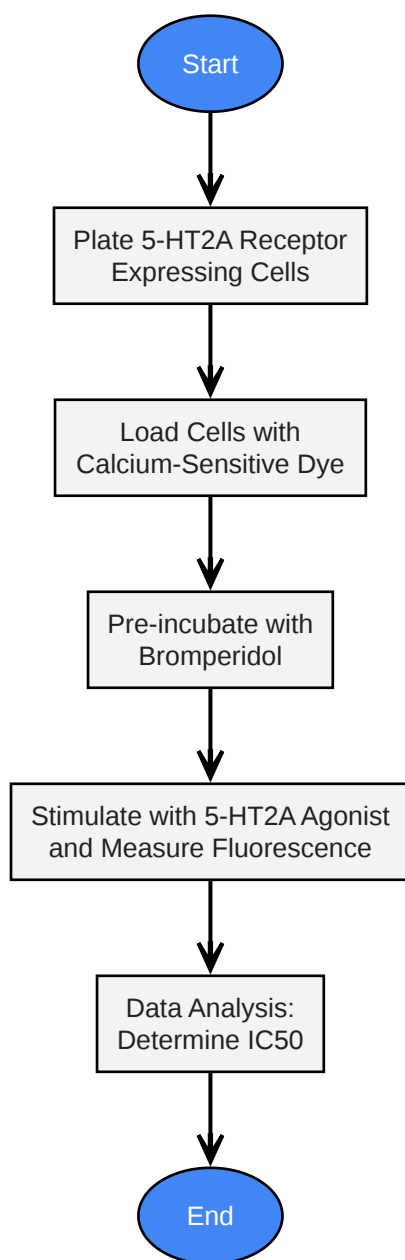 Start
Plate 5-HT2A Receptor
Expressing Cells
Load Cells with
Calcium-Sensitive Dye
Pre-incubate with
Bromperidol
Stimulate with 5-HT2A Agonist
and Measure Fluorescence
Data Analysis:
Determine IC50
End